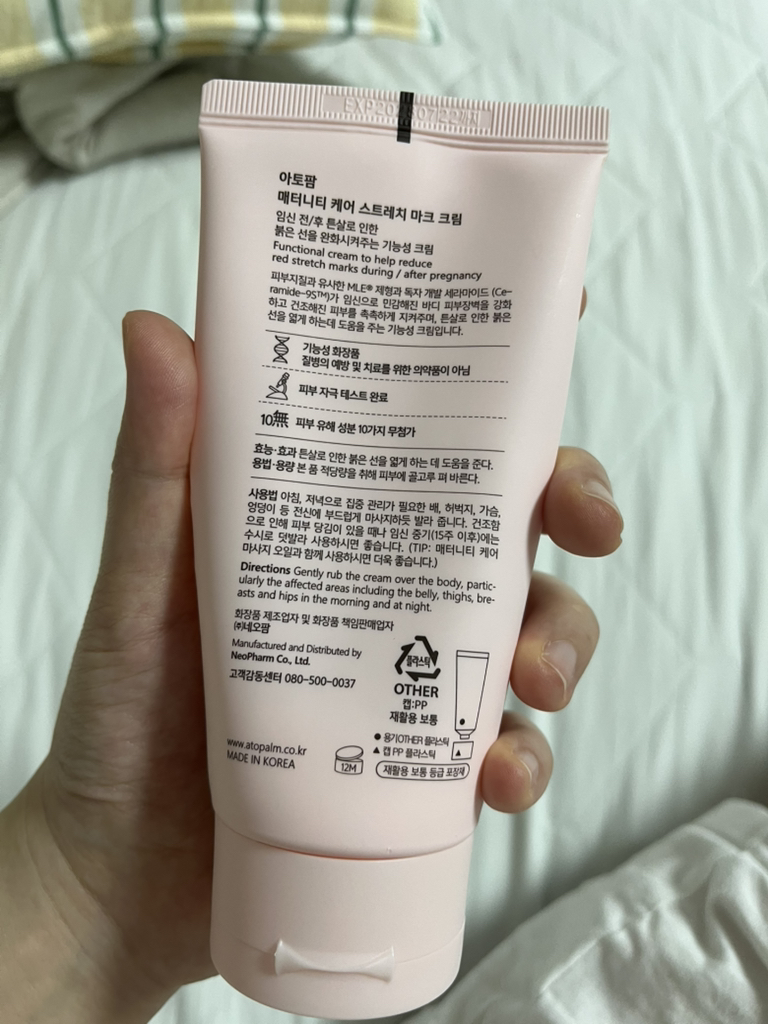 아토팜
매터니티 케어 스트레치 마크 크림
임신 전/후 튼살로 인한
붉은 선을 완화시켜주는 기능성 크림
Functional cream to help reduce
red stretch marks during / after pregnancy
피부지질과 유사한 MLE® 제형과 독자 개발 세라마이드 (Ce-
ramide-9S™)가 임신으로 민감해진 바디 피부장벽을 강화
하고 건조해진 피부를 촉촉하게 지켜주며, 튼살로 인한 붉은
선을 엷게 하는데 도움을 주는 기능성 크림입니다.
기능성 화장품
질병의 예방 및 치료를 위한 의약품이 아님
피부 자극 테스트 완료
10無 피부 유해 성분 10가지 무첨가
효능·효과 튼살로 인한 붉은 선을 엷게 하는 데 도움을 준다.
용법·용량 본 품 적당량을 취해 피부에 골고루 펴 바른다.
사용법 아침, 저녁으로 집중 관리가 필요한 배, 허벅지, 가슴,
엉덩이 등 전신에 부드럽게 마사지하듯 발라 줍니다. 건조함
으로 인해 피부 당김이 있을 때나 임신 중기(15주 이후)에는
수시로 덧발라 사용하시면 좋습니다. (TIP: 매터니티 케어
마사지 오일과 함께 사용하시면 더욱 좋습니다.)
Directions Gently rub the cream over the body, partic-
ularly the affected areas including the belly, thighs, bre-
asts and hips in the morning and at night.
화장품 제조업자 및 화장품 책임판매업자
㈜네오팜
Manufactured and Distributed by
NeoPharm Co., Ltd.
고객감동센터 080-500-0037
플라스틱
OTHER
캡:PP
재활용 보통
● 용기OTHER 플라스틱
▲ 캡 PP 플라스틱
재활용 보통 등급 포장재
www.atopalm.co.kr
MADE IN KOREA
12M